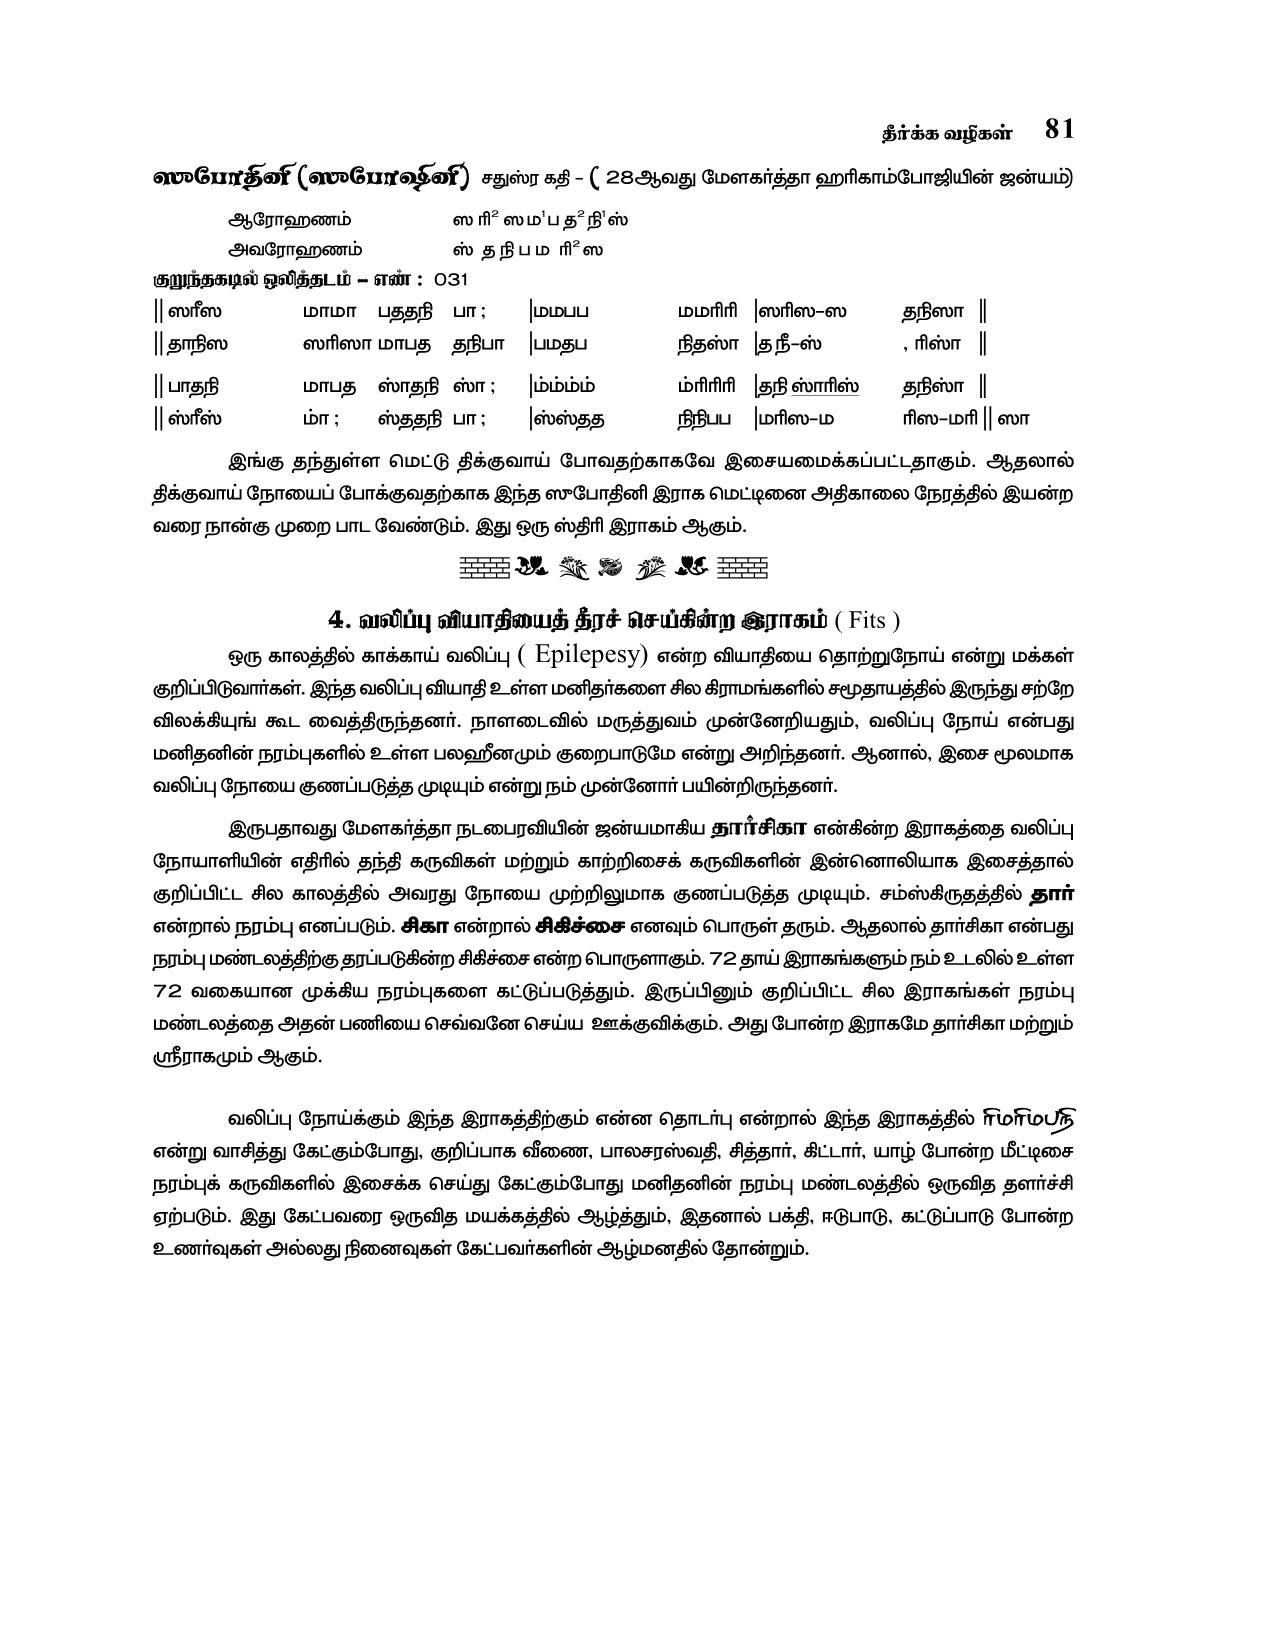 தீர்க்க வழிகள் 81
ஸுபோதினி (ஸுபோஷினி) சதுஸ்ர கதி – ( 28ஆவது மேளகர்த்தா ஹரிகாம்போஜியின் ஜன்யம்)
ஆரோஹணம் ஸ ரி² ஸ ம¹ ப த² நி¹ ஸ்
அவரோஹணம் ஸ் த நி ப ம ரி² ஸ
குறுந்தகடில் ஒலித்தடம் – எண் : 031
|| ஸரீஸ மாமா பததநி பா ; |மமபப மமரிரி |ஸரிஸ-ஸ தநிஸா ||
|| தாநிஸ ஸரிஸா மாபத தநிபா |பமதப நிதஸ்ா |த நீ-ஸ் , ரிஸ்ா ||
|| பாதநி மாபத ஸ்ாதநி ஸ்ா ; |ம்ம்ம்ம் ம்ரிரிரி |தநி ஸ்ாரிஸ் தநிஸ்ா ||
|| ஸ்ரீஸ் ம்ா ; ஸ்ததநி பா ; |ஸ்ஸ்தத நிநிபப |மரிஸ-ம ரிஸ-மரி || ஸா
இங்கு தந்துள்ள மெட்டு திக்குவாய் போவதற்காகவே இசையமைக்கப்பட்டதாகும். ஆதலால்
திக்குவாய் நோயைப் போக்குவதற்காக இந்த ஸுபோதினி இராக மெட்டினை அதிகாலை நேரத்தில் இயன்ற
வரை நான்கு முறை பாட வேண்டும். இது ஒரு ஸ்திரி இராகம் ஆகும்.
4. வலிப்பு வியாதியைத் தீரச் செய்கின்ற இராகம் ( Fits )
ஒரு காலத்தில் காக்காய் வலிப்பு ( Epilepesy) என்ற வியாதியை தொற்றுநோய் என்று மக்கள்
குறிப்பிடுவார்கள். இந்த வலிப்பு வியாதி உள்ள மனிதர்களை சில கிராமங்களில் சமூதாயத்தில் இருந்து சற்றே
விலக்கியுங் கூட வைத்திருந்தனர். நாளடைவில் மருத்துவம் முன்னேறியதும், வலிப்பு நோய் என்பது
மனிதனின் நரம்புகளில் உள்ள பலஹீனமும் குறைபாடுமே என்று அறிந்தனர். ஆனால், இசை மூலமாக
வலிப்பு நோயை குணப்படுத்த முடியும் என்று நம் முன்னோர் பயின்றிருந்தனர்.
இருபதாவது மேளகர்த்தா நடபைரவியின் ஜன்யமாகிய தார்சிகா என்கின்ற இராகத்தை வலிப்பு
நோயாளியின் எதிரில் தந்தி கருவிகள் மற்றும் காற்றிசைக் கருவிகளின் இன்னொலியாக இசைத்தால்
குறிப்பிட்ட சில காலத்தில் அவரது நோயை முற்றிலுமாக குணப்படுத்த முடியும். சம்ஸ்கிருதத்தில் தார்
என்றால் நரம்பு எனப்படும். சிகா என்றால் சிகிச்சை எனவும் பொருள் தரும். ஆதலால் தார்சிகா என்பது
நரம்பு மண்டலத்திற்கு தரப்படுகின்ற சிகிச்சை என்ற பொருளாகும். 72 தாய் இராகங்களும் நம் உடலில் உள்ள
72 வகையான முக்கிய நரம்புகளை கட்டுப்படுத்தும். இருப்பினும் குறிப்பிட்ட சில இராகங்கள் நரம்பு
மண்டலத்தை அதன் பணியை செவ்வனே செய்ய ஊக்குவிக்கும். அது போன்ற இராகமே தார்சிகா மற்றும்
ஸ்ரீராகமும் ஆகும்.
வலிப்பு நோய்க்கும் இந்த இராகத்திற்கும் என்ன தொடர்பு என்றால் இந்த இராகத்தில் ரிமரிமபநி
என்று வாசித்து கேட்கும்போது, குறிப்பாக வீணை, பாலசரஸ்வதி, சித்தார், கிட்டார், யாழ் போன்ற மீட்டிசை
நரம்புக் கருவிகளில் இசைக்க செய்து கேட்கும்போது மனிதனின் நரம்பு மண்டலத்தில் ஒருவித தளர்ச்சி
ஏற்படும். இது கேட்பவரை ஒருவித மயக்கத்தில் ஆழ்த்தும், இதனால் பக்தி, ஈடுபாடு, கட்டுப்பாடு போன்ற
உணர்வுகள் அல்லது நினைவுகள் கேட்பவர்களின் ஆழ்மனதில் தோன்றும்.